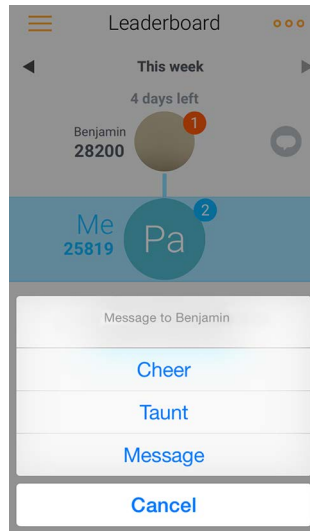 Leaderboard
This week
4 days left
1
Benjamin
28200
2
Me
25819
Pa
Message to Benjamin
Cheer
Taunt
Message
Cancel